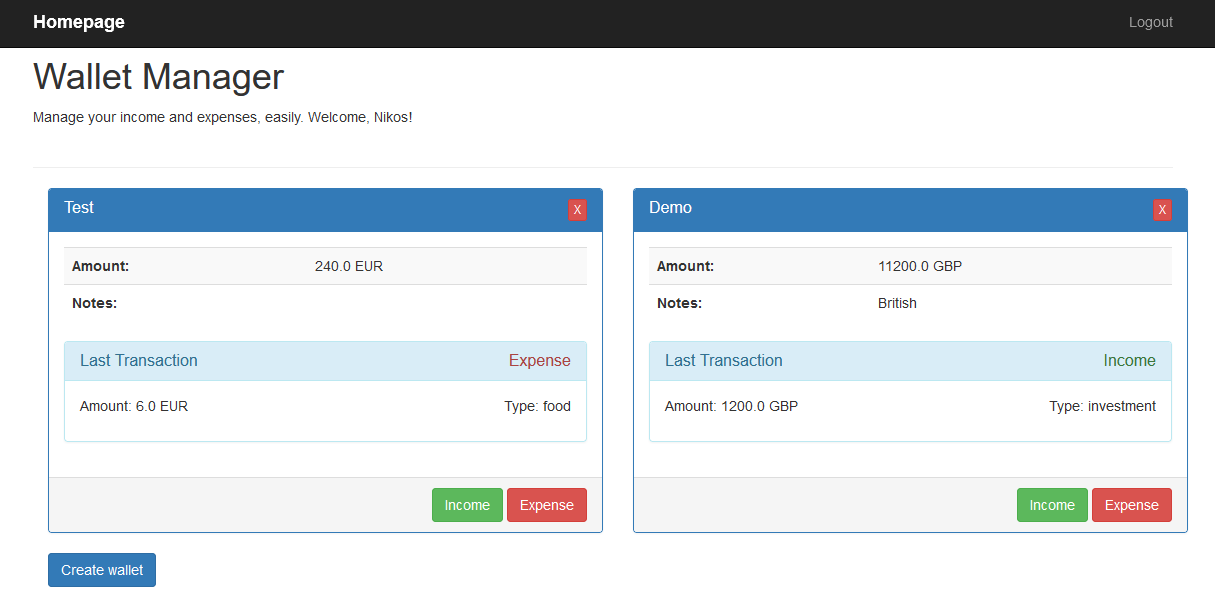 Homepage Logout
Wallet Manager
Manage your income and expenses, easily. Welcome, Nikos!
Test X
Amount: 240.0 EUR
Notes:
Last Transaction Expense
Amount: 6.0 EUR Type: food
Income Expense
Demo X
Amount: 11200.0 GBP
Notes: British
Last Transaction Income
Amount: 1200.0 GBP Type: investment
Income Expense
Create wallet